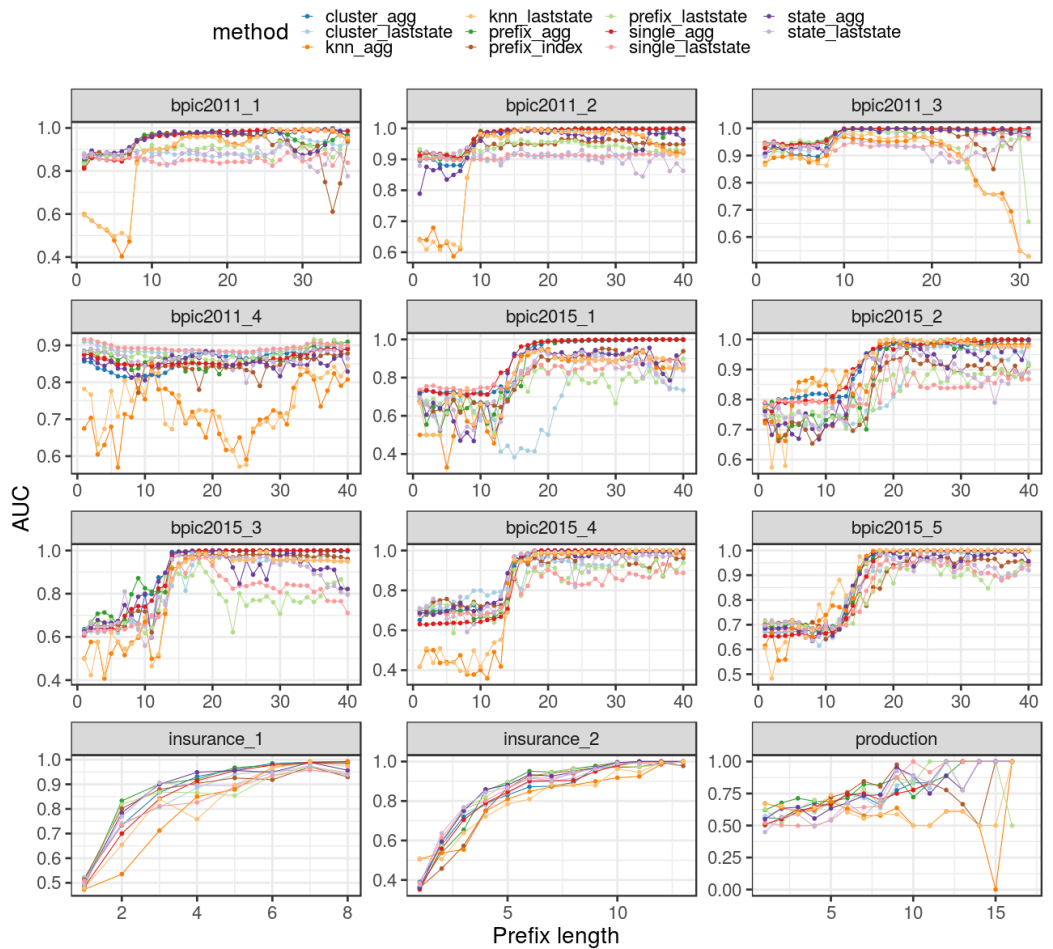 method
cluster_agg
cluster_laststate
knn_agg
knn_laststate
prefix_agg
prefix_index
prefix_laststate
single_agg
single_laststate
state_agg
state_laststate
bpic2011_1
bpic2011_2
bpic2011_3
1.0
0.8
0.6
0.4
0 10 20 30
1.0
0.9
0.8
0.7
0.6
0 10 20 30 40
1.0
0.9
0.8
0.7
0.6
0 10 20 30
bpic2011_4
bpic2015_1
bpic2015_2
0.9
0.8
0.7
0.6
0 10 20 30 40
1.0
0.8
0.6
0.4
0 10 20 30 40
1.0
0.9
0.8
0.7
0.6
0 10 20 30 40
AUC
bpic2015_3
bpic2015_4
bpic2015_5
1.0
0.8
0.6
0.4
0 10 20 30 40
1.0
0.8
0.6
0.4
0 10 20 30 40
1.0
0.9
0.8
0.7
0.6
0.5
0 10 20 30 40
insurance_1
insurance_2
production
1.0
0.9
0.8
0.7
0.6
0.5
2 4 6 8
1.0
0.8
0.6
0.4
5 10
1.00
0.75
0.50
0.25
0.00
5 10 15
Prefix length